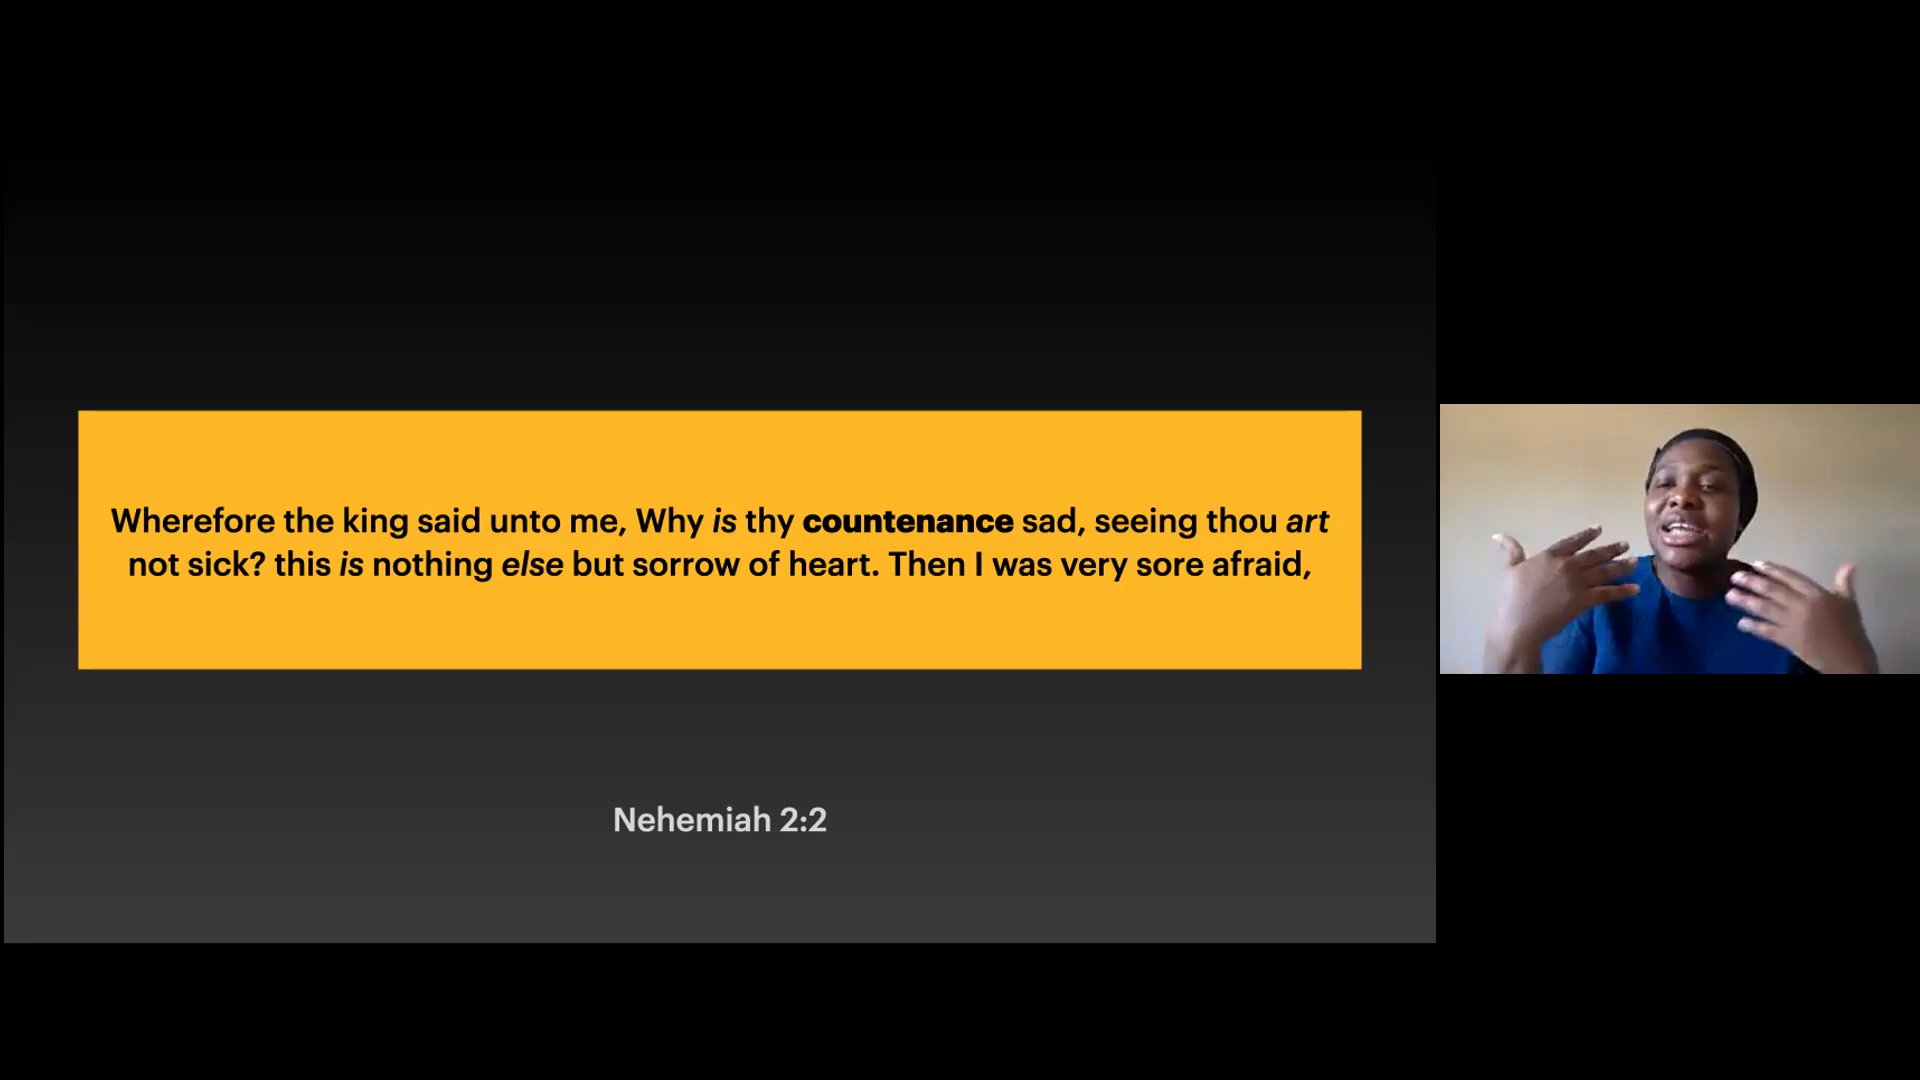 Wherefore the king said unto me, Why is thy countenance sad, seeing thou art
not sick? this is nothing else but sorrow of heart. Then I was very sore afraid,
Nehemiah 2:2